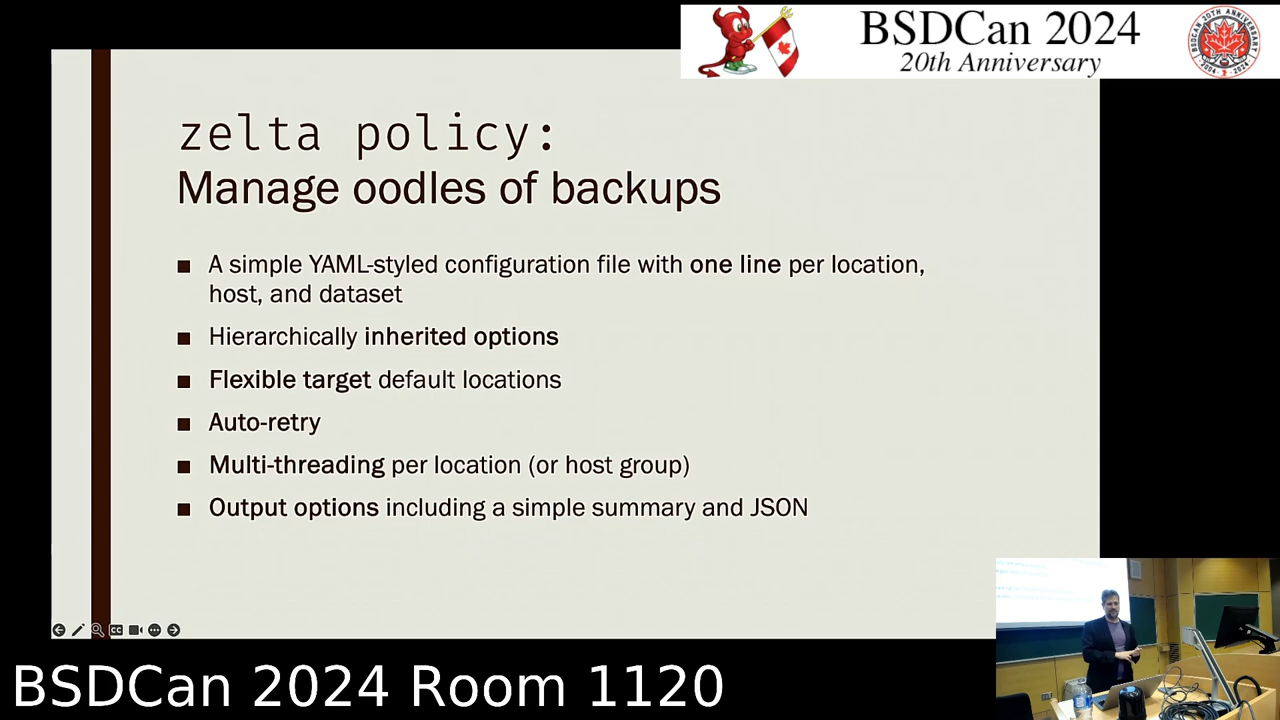 BSDCan 2024
20th Anniversary
zelta policy:
Manage oodles of backups
■ A simple YAML-styled configuration file with one line per location,
host, and dataset
■ Hierarchically inherited options
■ Flexible target default locations
■ Auto-retry
■ Multi-threading per location (or host group)
■ Output options including a simple summary and JSON
BSDCan 2024 Room 1120